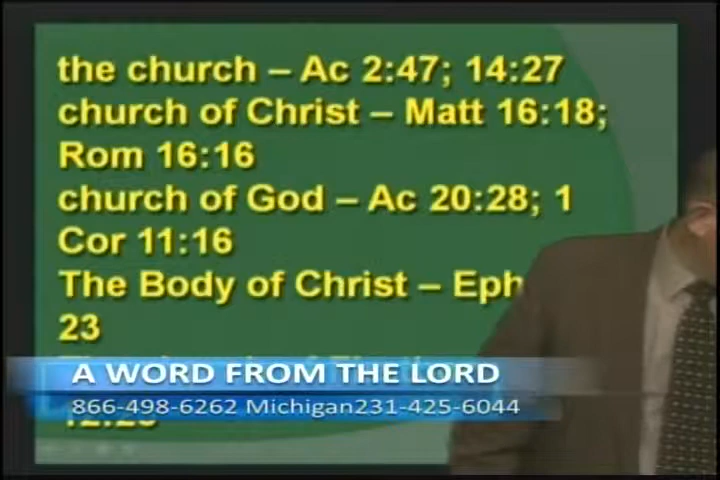 the church – Ac 2:47; 14:27
church of Christ – Matt 16:18;
Rom 16:16
church of God – Ac 20:28; 1
Cor 11:16
The Body of Christ – Eph
23
A WORD FROM THE LORD
866-498-6262 Michigan231-425-6044